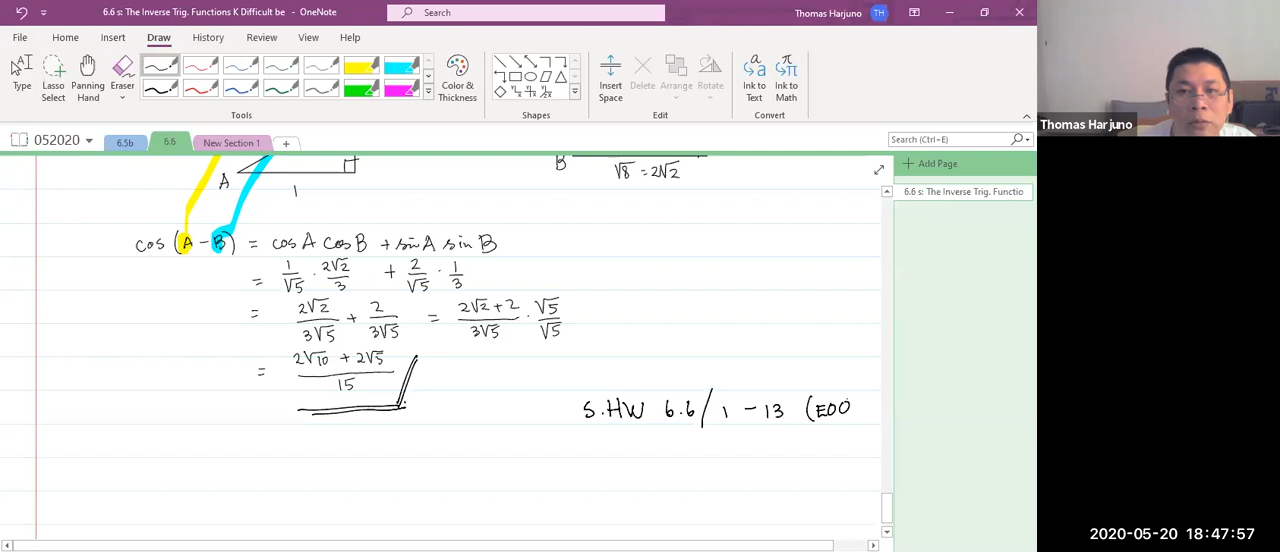 6.6 s: The Inverse Trig. Functions K Difficult be - OneNote
Search
Thomas Harjuno TH
File Home Insert Draw History Review View Help
Type Lasso Select Panning Hand Eraser Color & Thickness Insert Space Delete Arrange Rotate Ink to Text Ink to Math
Tools Shapes Edit Convert
Thomas Harjuno
052020 6.5b 6.6 New Section 1 +
Search (Ctrl+E)
Add Page
6.6 s: The Inverse Trig. Functio
A 1
B √8 = 2√2
cos (A - B) = cos A cos B + sin A sin B
= 1/√5 · 2√2/3 + 2/√5 · 1/3
= 2√2/3√5 + 2/3√5 = 2√2 + 2/3√5 · √5/√5
= 2√10 + 2√5/15
S.HW 6.6/ 1 - 13 (EOO
2020-05-20 18:47:57